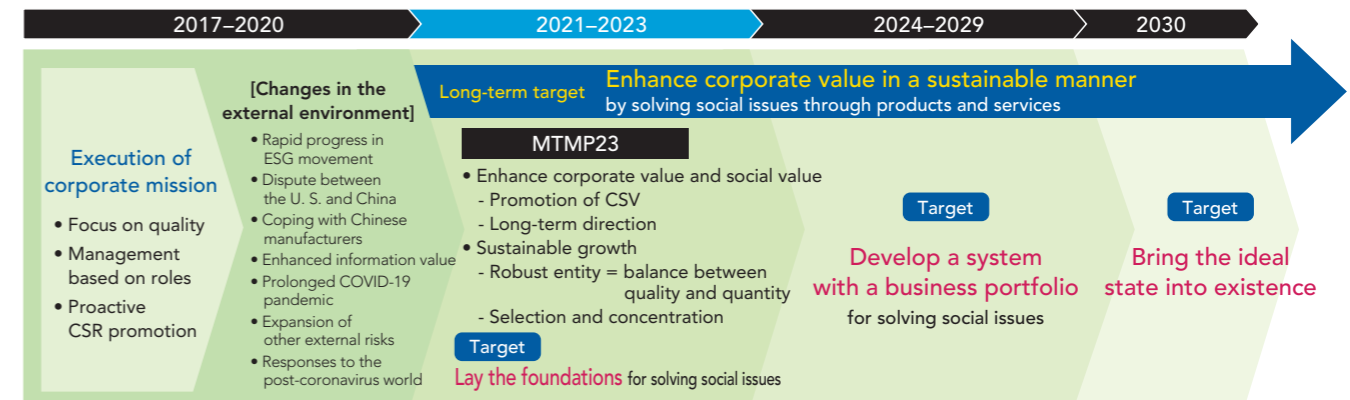 2017–2020
2021–2023
2024–2029
2030
Execution of
corporate mission
• Focus on quality
• Management
based on roles
• Proactive
CSR promotion
[Changes in the
external environment]
• Rapid progress in
ESG movement
• Dispute between
the U. S. and China
• Coping with Chinese
manufacturers
• Enhanced information value
• Prolonged COVID-19
pandemic
• Expansion of
other external risks
• Responses to the
post-coronavirus world
Long-term target
Enhance corporate value in a sustainable manner
by solving social issues through products and services
MTMP23
• Enhance corporate value and social value
- Promotion of CSV
- Long-term direction
• Sustainable growth
- Robust entity = balance between
quality and quantity
- Selection and concentration
Target
Lay the foundations for solving social issues
Target
Develop a system
with a business portfolio
for solving social issues
Target
Bring the ideal
state into existence